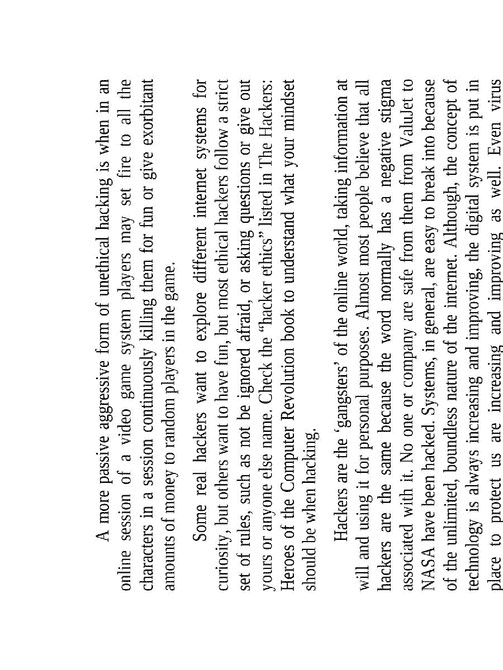 A more passive aggressive form of unethical hacking is when in an
online session of a video game system players may set fire to all the
characters in a session continuously killing them for fun or give exorbitant
amounts of money to random players in the game.
Some real hackers want to explore different internet systems for
curiosity, but others want to have fun, but most ethical hackers follow a strict
set of rules, such as not be ignored afraid, or asking questions or give out
yours or anyone else name. Check the “hacker ethics” listed in The Hackers:
Heroes of the Computer Revolution book to understand what your mindset
should be when hacking.
Hackers are the ‘gangsters’ of the online world, taking information at
will and using it for personal purposes. Almost most people believe that all
hackers are the same because the word normally has a negative stigma
associated with it. No one or company are safe from them from ValuJet to
NASA have been hacked. Systems, in general, are easy to break into because
of the unlimited, boundless nature of the internet. Although, the concept of
technology is always increasing and improving, the digital system is put in
place to protect us are increasing and improving as well. Even virus